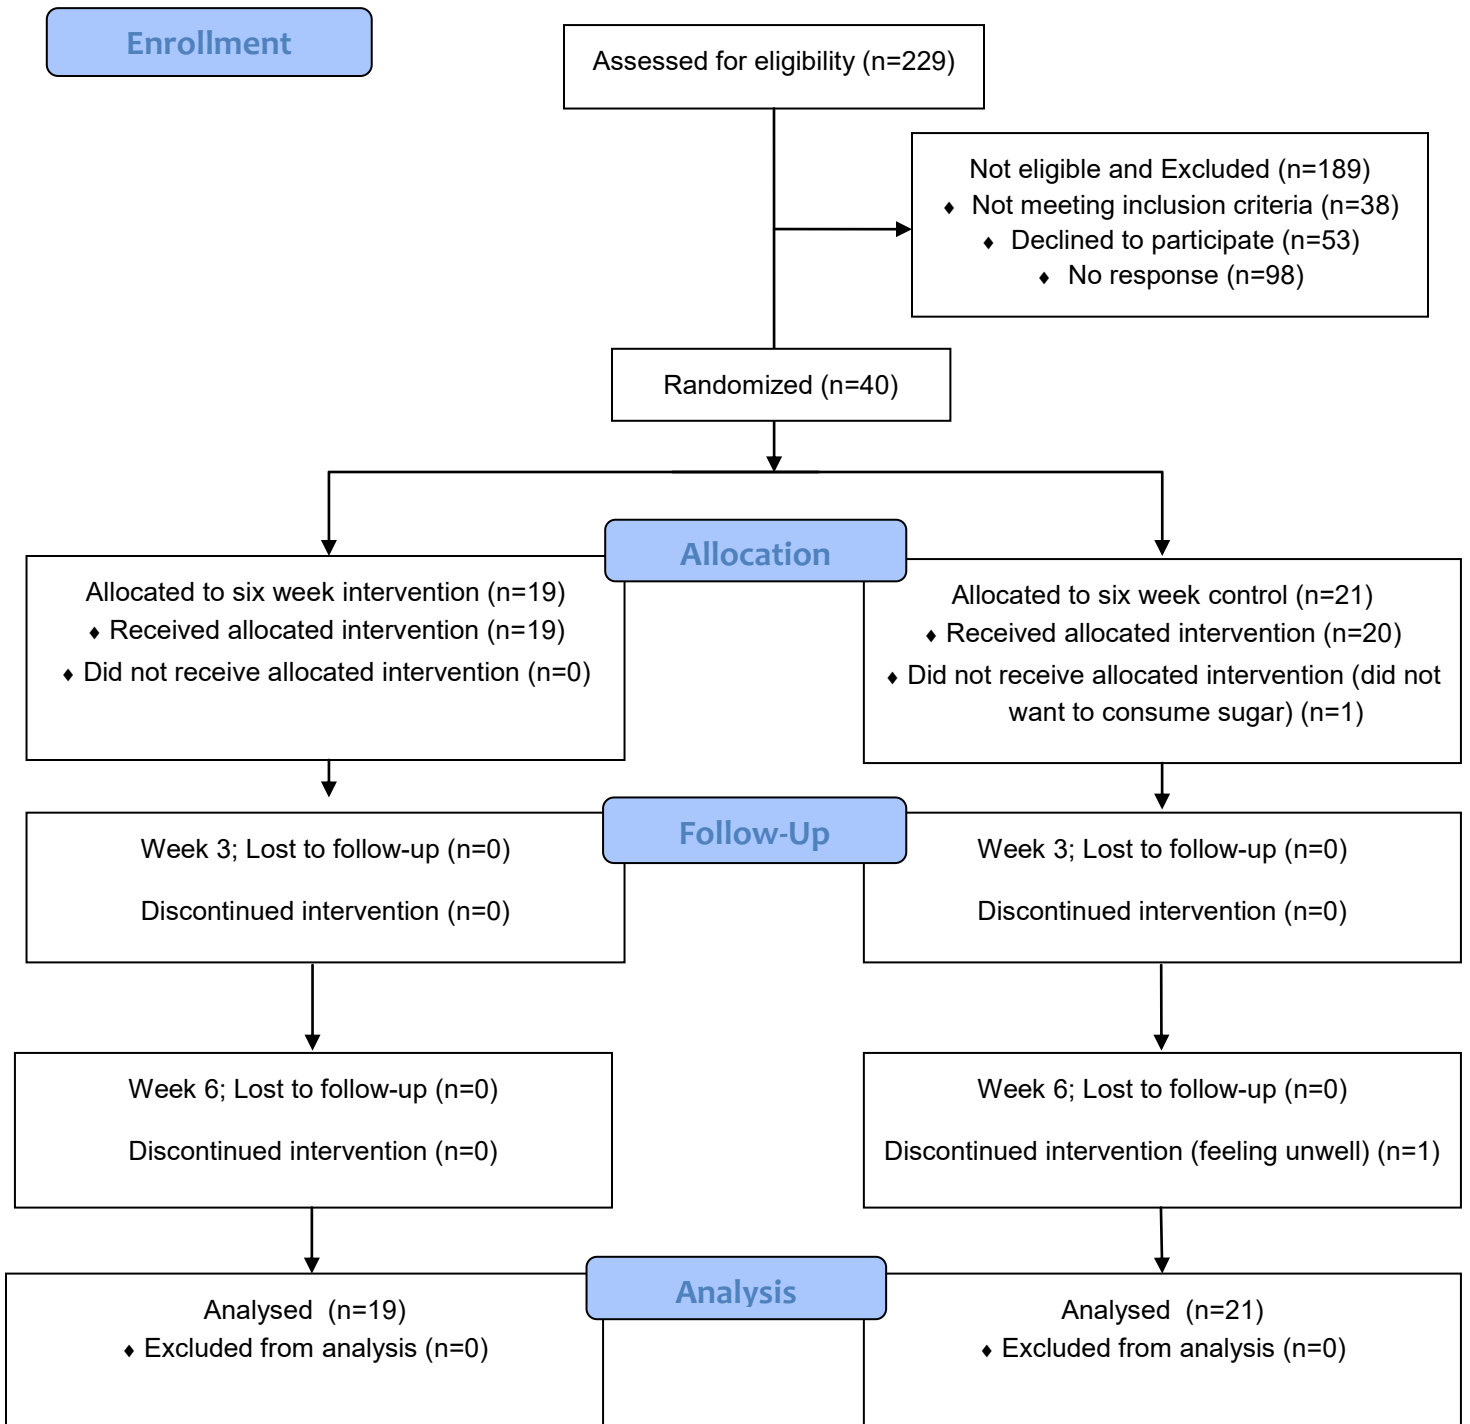 Enrollment
Assessed for eligibility (n=229)
Not eligible and Excluded (n=189)
♦ Not meeting inclusion criteria (n=38)
♦ Declined to participate (n=53)
♦ No response (n=98)
Randomized (n=40)
Allocation
Allocated to six week intervention (n=19)
♦ Received allocated intervention (n=19)
♦ Did not receive allocated intervention (n=0)
Allocated to six week control (n=21)
♦ Received allocated intervention (n=20)
♦ Did not receive allocated intervention (did not
want to consume sugar) (n=1)
Follow-Up
Week 3; Lost to follow-up (n=0)
Discontinued intervention (n=0)
Week 3; Lost to follow-up (n=0)
Discontinued intervention (n=0)
Week 6; Lost to follow-up (n=0)
Discontinued intervention (n=0)
Week 6; Lost to follow-up (n=0)
Discontinued intervention (feeling unwell) (n=1)
Analysis
Analysed  (n=19)
♦ Excluded from analysis (n=0)
Analysed  (n=21)
♦ Excluded from analysis (n=0)